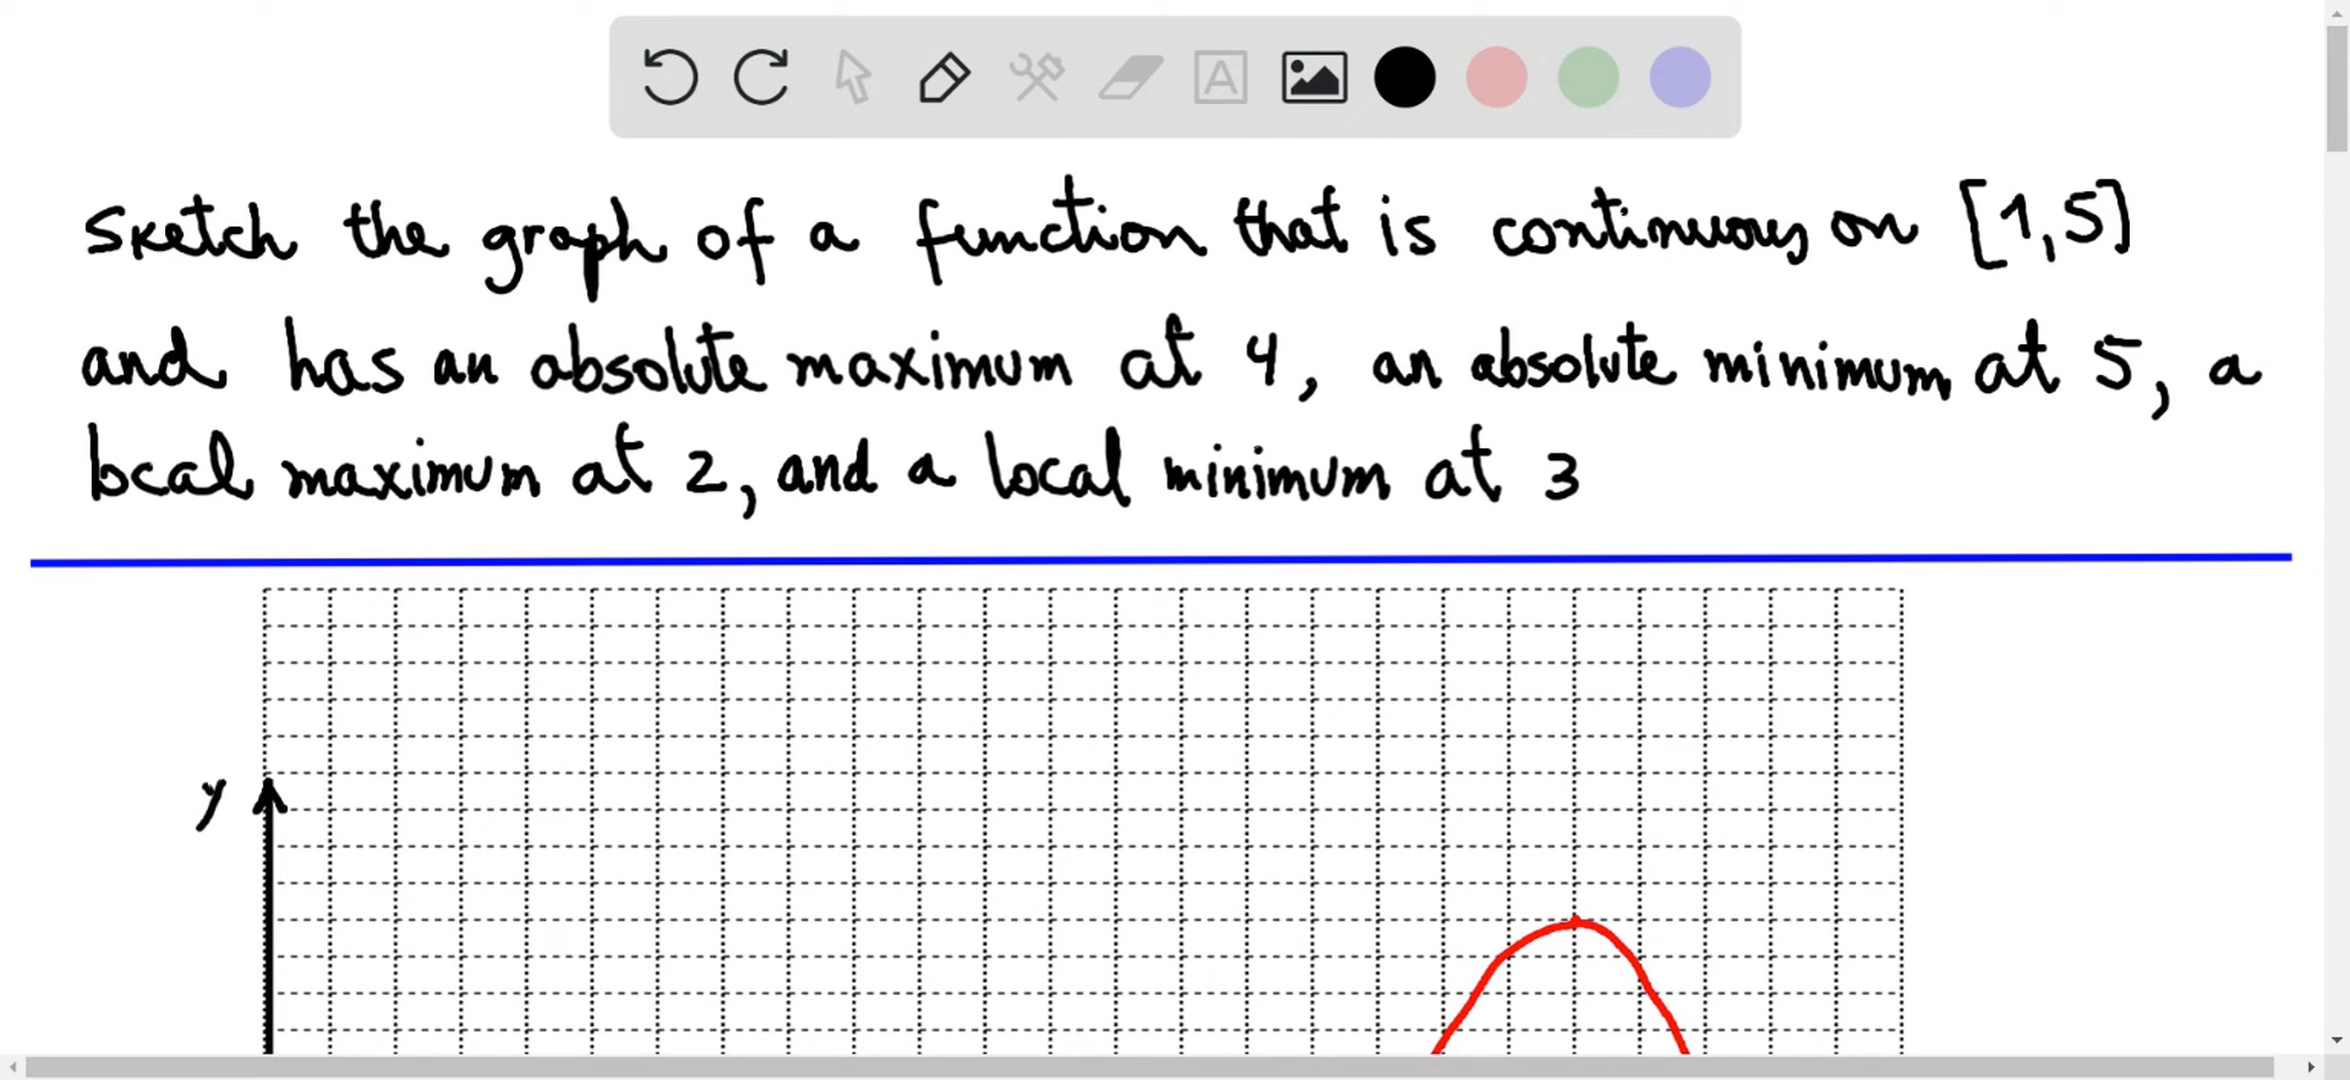 A
Sketch the graph of a function that is continuous on [1,5]
and has an absolute maximum at 4, an absolute minimum at 5, a
local maximum at 2, and a local minimum at 3
y